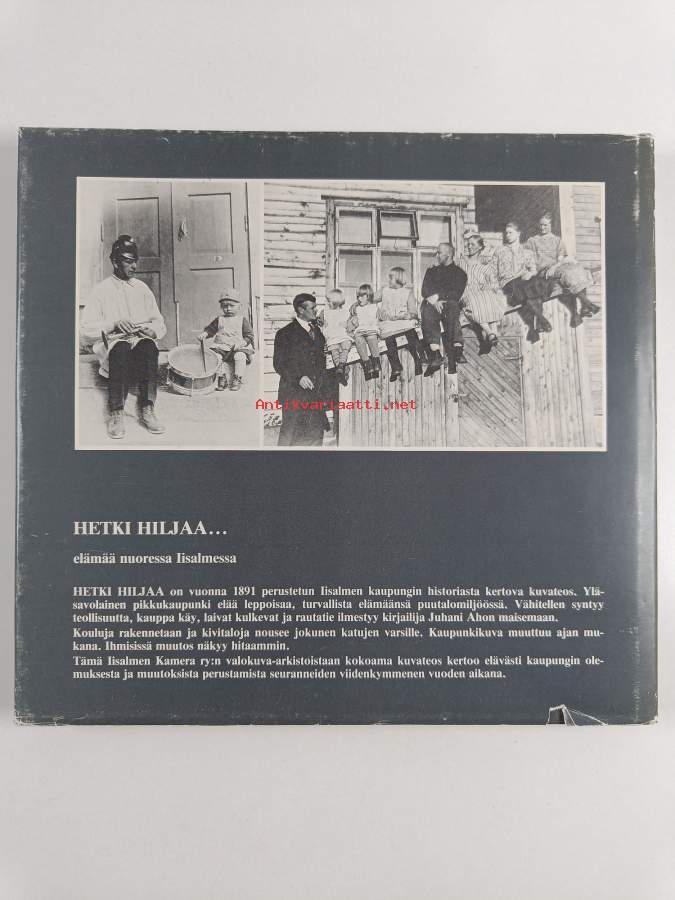 Antikvariaatti.net
HETKI HILJAA...
elämää nuoressa Iisalmessa
HETKI HILJAA on vuonna 1891 perustetun Iisalmen kaupungin historiasta kertova kuvateos. Ylä-
savolainen pikkukaupunki elää leppoisaa, turvallista elämäänsä puutalomiljöössä. Vähitellen syntyy
teollisuutta, kauppa käy, laivat kulkevat ja rautatie ilmestyy kirjailija Juhani Ahon maisemaan.
Kouluja rakennetaan ja kivitaloja nousee jokunen katujen varsille. Kaupunkikuva muuttuu ajan mu-
kana. Ihmisissä muutos näkyy hitaammin.
Tämä Iisalmen Kamera ry:n valokuva-arkistoistaan kokoama kuvateos kertoo elävästi kaupungin ole-
muksesta ja muutoksista perustamista seuranneiden viidenkymmenen vuoden aikana.